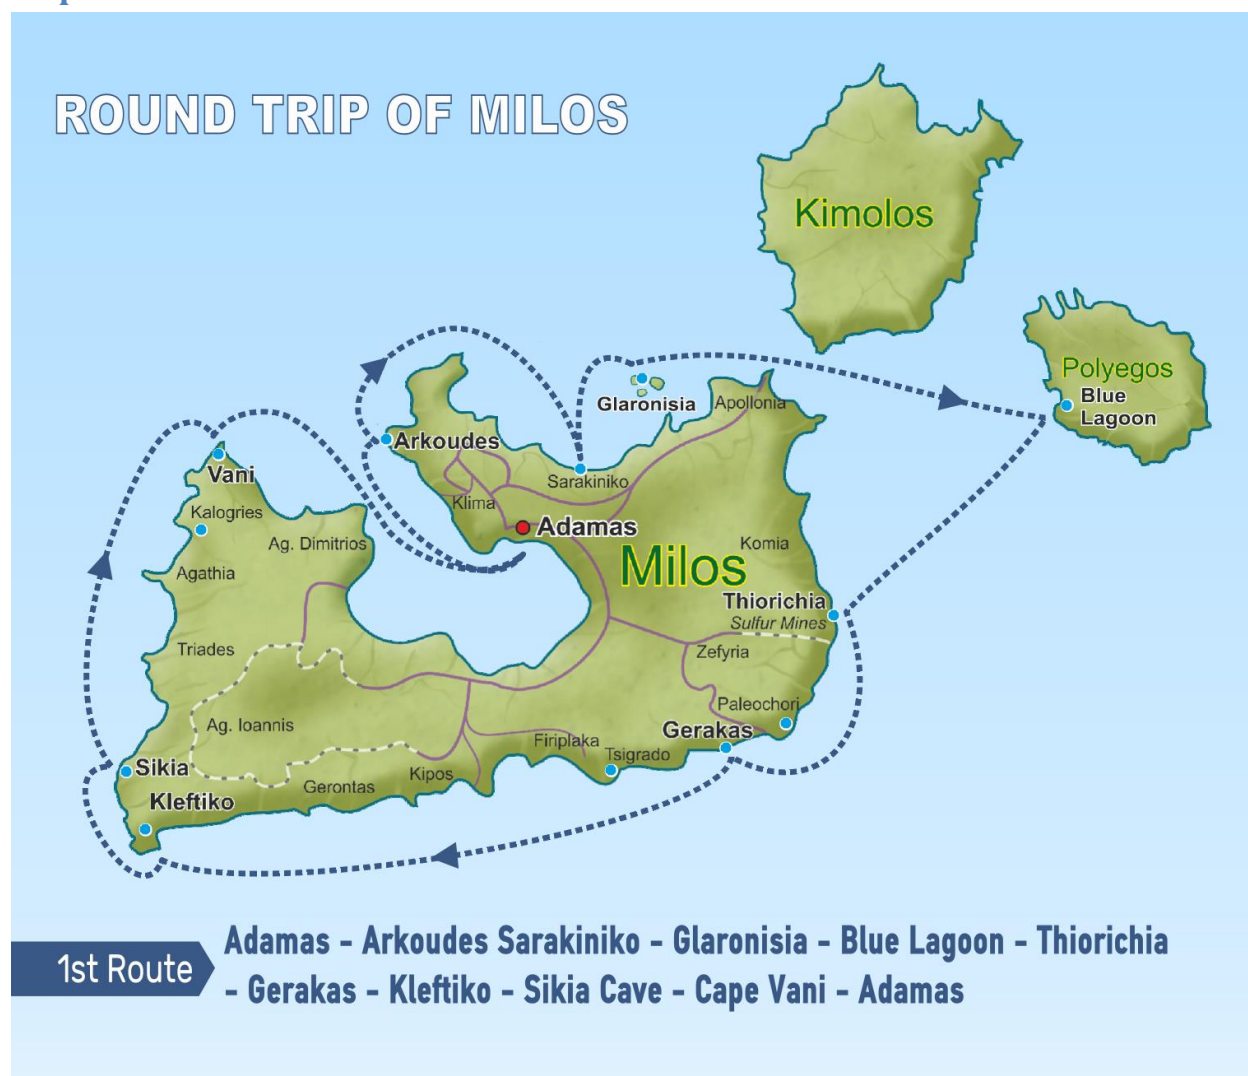 ROUND TRIP OF MILOS
Kimolos
Polyegos
Blue
Lagoon
Glaronisia
Apollonia
Arkoudes
Sarakiniko
Vani
Klima
Kalogries
Adamas
Ag. Dimitrios
Komia
Milos
Agathia
Thiorichia
Sulfur Mines
Triades
Zefyria
Paleochori
Ag. Ioannis
Gerakas
Firiplaka
Tsigrado
Sikia
Kipos
Gerontas
Kleftiko
1st Route
Adamas - Arkoudes Sarakiniko - Glaronisia - Blue Lagoon - Thiorichia
- Gerakas - Kleftiko - Sikia Cave - Cape Vani - Adamas